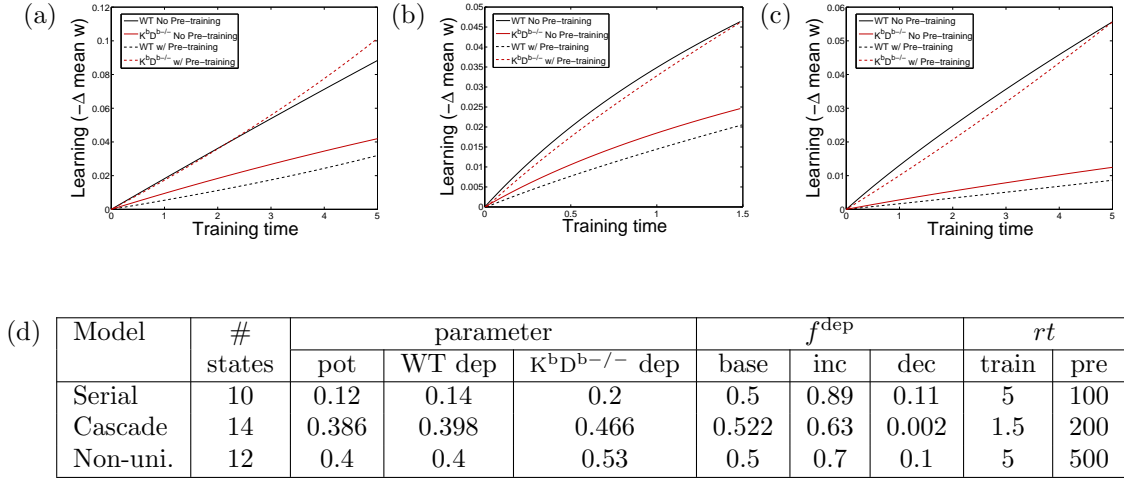 (a)
0.12
0.1
0.08
0.06
0.04
0.02
0
Learning (−Δ mean w)
WT No Pre−training
KᵇDᵇ⁻/⁻ No Pre−training
WT w/ Pre−training
KᵇDᵇ⁻/⁻ w/ Pre−training
0 1 2 3 4 5
Training time
(b)
0.05
0.045
0.04
0.035
0.03
0.025
0.02
0.015
0.01
0.005
0
Learning (−Δ mean w)
WT No Pre−training
KᵇDᵇ⁻/⁻ No Pre−training
WT w/ Pre−training
KᵇDᵇ⁻/⁻ w/ Pre−training
0 0.5 1 1.5
Training time
(c)
0.06
0.05
0.04
0.03
0.02
0.01
0
Learning (−Δ mean w)
WT No Pre−training
KᵇDᵇ⁻/⁻ No Pre−training
WT w/ Pre−training
KᵇDᵇ⁻/⁻ w/ Pre−training
0 1 2 3 4 5
Training time
(d)
Model # parameter fᵈᵉᵖ rt
states pot WT dep KᵇDᵇ⁻/⁻ dep base inc dec train pre
Serial 10 0.12 0.14 0.2 0.5 0.89 0.11 5 100
Cascade 14 0.386 0.398 0.466 0.522 0.63 0.002 1.5 200
Non-uni. 12 0.4 0.4 0.53 0.5 0.7 0.1 5 500